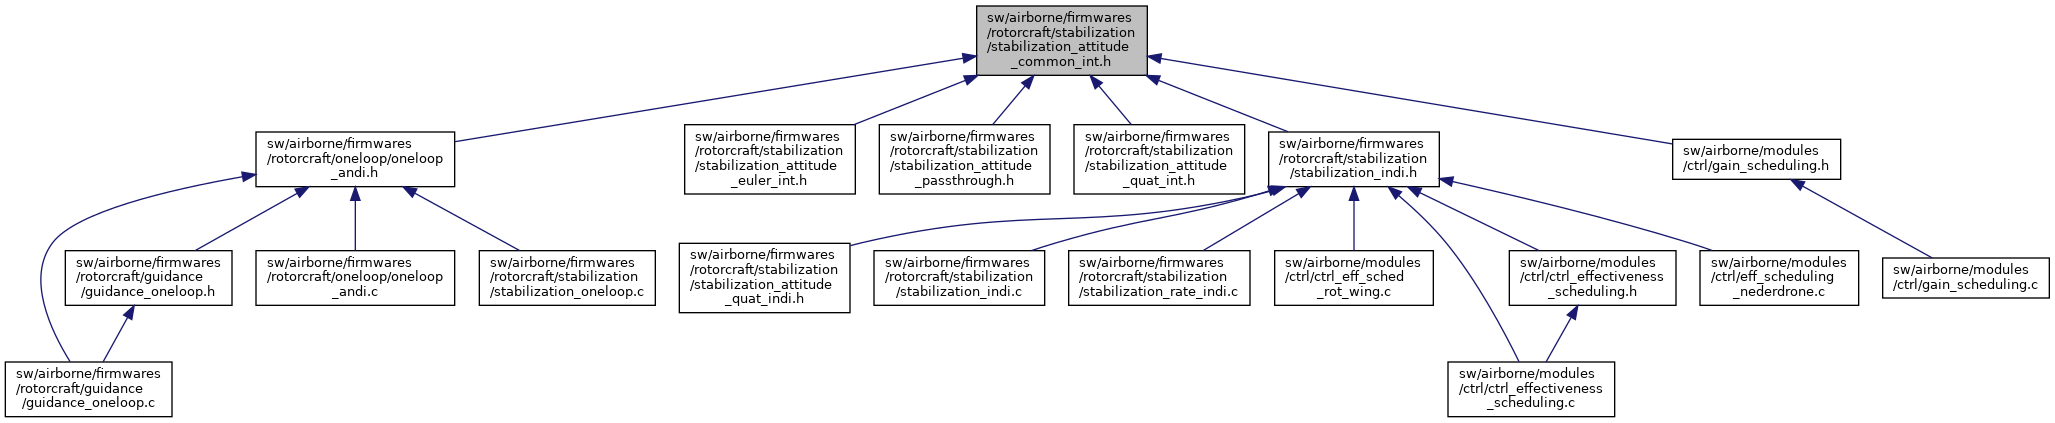 sw/airborne/firmwares
/rotorcraft/stabilization
/stabilization_attitude
_common_int.h
sw/airborne/firmwares
/rotorcraft/oneloop/oneloop
_andi.h
sw/airborne/firmwares
/rotorcraft/stabilization
/stabilization_attitude
_euler_int.h
sw/airborne/firmwares
/rotorcraft/stabilization
/stabilization_attitude
_passthrough.h
sw/airborne/firmwares
/rotorcraft/stabilization
/stabilization_attitude
_quat_int.h
sw/airborne/firmwares
/rotorcraft/stabilization
/stabilization_indi.h
sw/airborne/modules
/ctrl/gain_scheduling.h
sw/airborne/firmwares
/rotorcraft/guidance
/guidance_oneloop.h
sw/airborne/firmwares
/rotorcraft/oneloop/oneloop
_andi.c
sw/airborne/firmwares
/rotorcraft/stabilization
/stabilization_oneloop.c
sw/airborne/firmwares
/rotorcraft/stabilization
/stabilization_attitude
_quat_indi.h
sw/airborne/firmwares
/rotorcraft/stabilization
/stabilization_indi.c
sw/airborne/firmwares
/rotorcraft/stabilization
/stabilization_rate_indi.c
sw/airborne/modules
/ctrl/ctrl_eff_sched
_rot_wing.c
sw/airborne/modules
/ctrl/ctrl_effectiveness
_scheduling.h
sw/airborne/modules
/ctrl/eff_scheduling
_nederdrone.c
sw/airborne/modules
/ctrl/gain_scheduling.c
sw/airborne/firmwares
/rotorcraft/guidance
/guidance_oneloop.c
sw/airborne/modules
/ctrl/ctrl_effectiveness
_scheduling.c